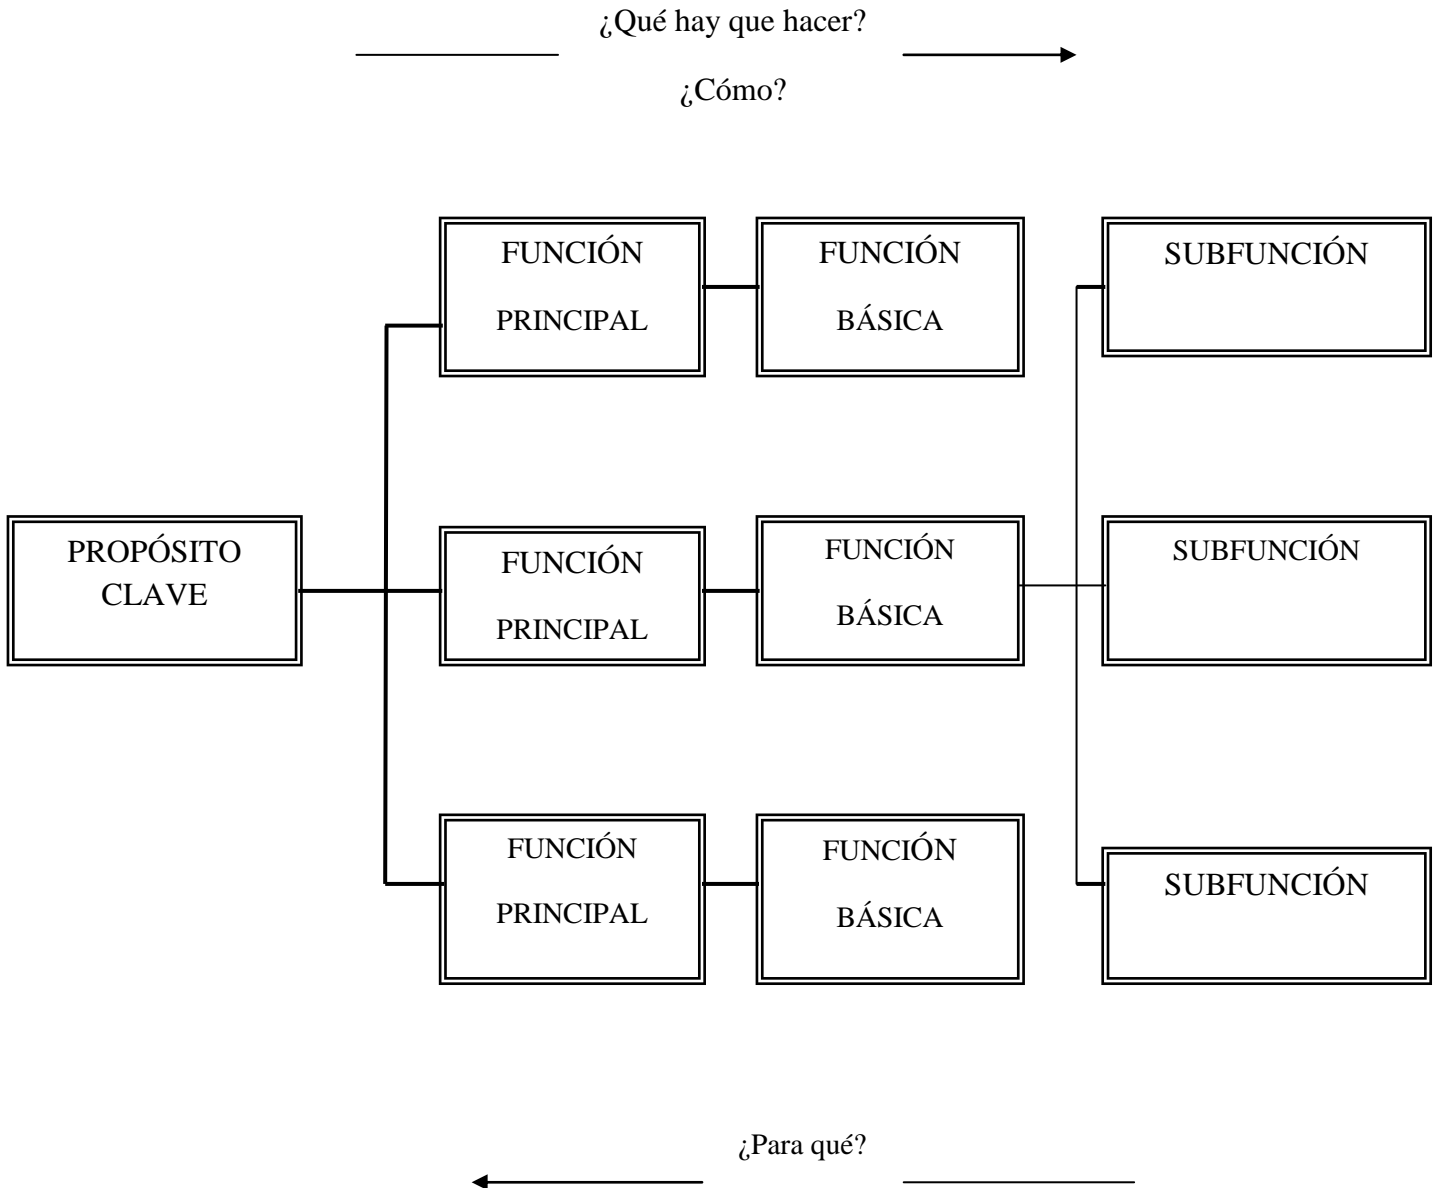 ¿Qué hay que hacer?
¿Cómo?
FUNCIÓN
PRINCIPAL
FUNCIÓN
BÁSICA
SUBFUNCIÓN
PROPÓSITO
CLAVE
FUNCIÓN
PRINCIPAL
FUNCIÓN
BÁSICA
SUBFUNCIÓN
FUNCIÓN
PRINCIPAL
FUNCIÓN
BÁSICA
SUBFUNCIÓN
¿Para qué?